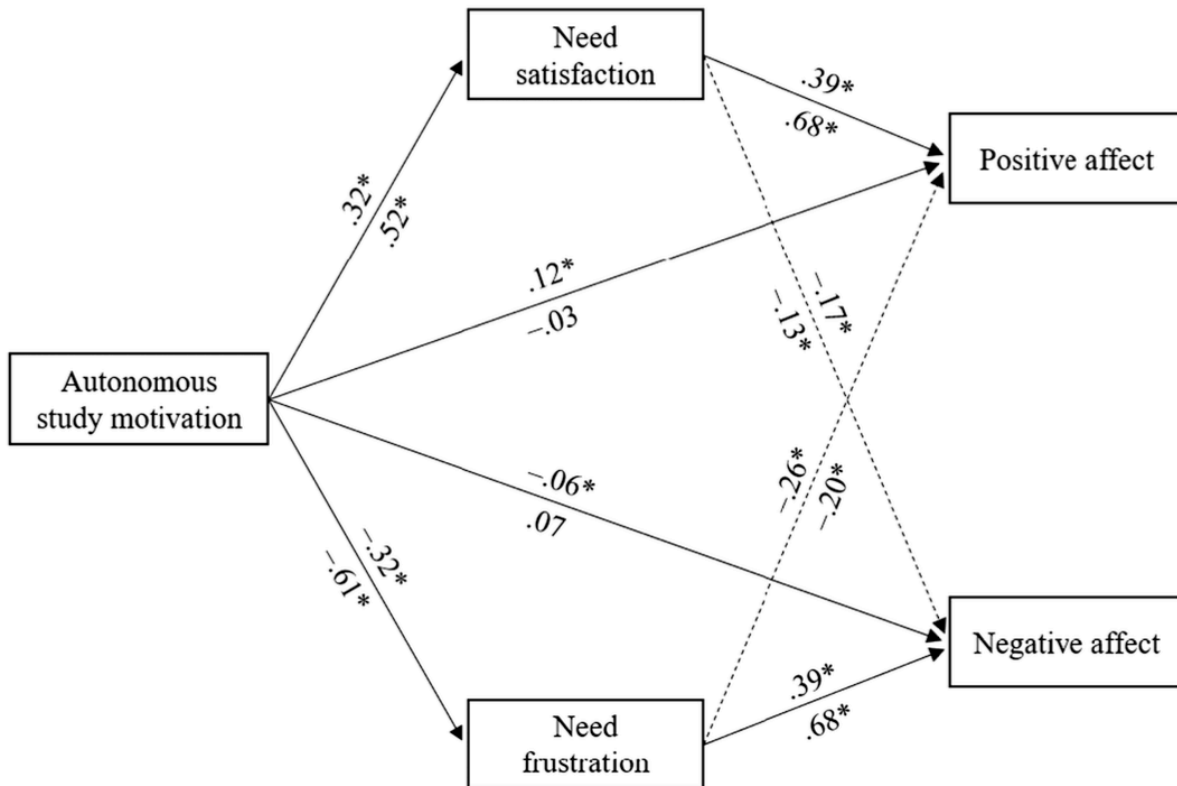 Need
satisfaction
.39*
.68*
Positive affect
.32*
.52*
.12*
−.03
−.17*
−.13*
Autonomous
study motivation
−.06*
.07
−.26*
−.20*
−.32*
−.61*
Negative affect
.39*
.68*
Need
frustration